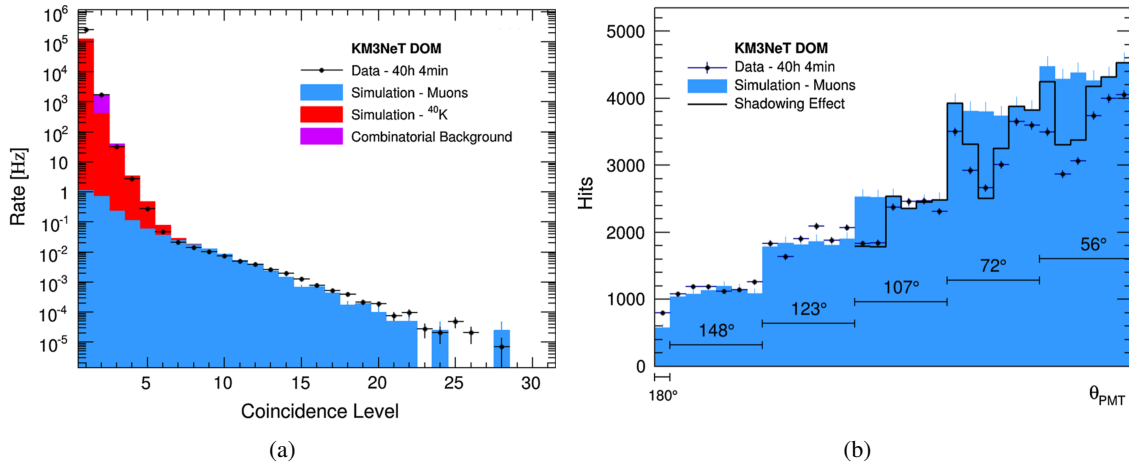 KM3NeT DOM
Data - 40h 4min
Simulation - Muons
Simulation - ⁴⁰K
Combinatorial Background
Rate [Hz]
10⁶
10⁵
10⁴
10³
10²
10
1
10⁻¹
10⁻²
10⁻³
10⁻⁴
10⁻⁵
5 10 15 20 25 30
Coincidence Level
(a)
KM3NeT DOM
Data - 40h 4min
Simulation - Muons
Shadowing Effect
Hits
5000
4000
3000
2000
1000
0
56°
72°
107°
123°
148°
180°
θPMT
(b)